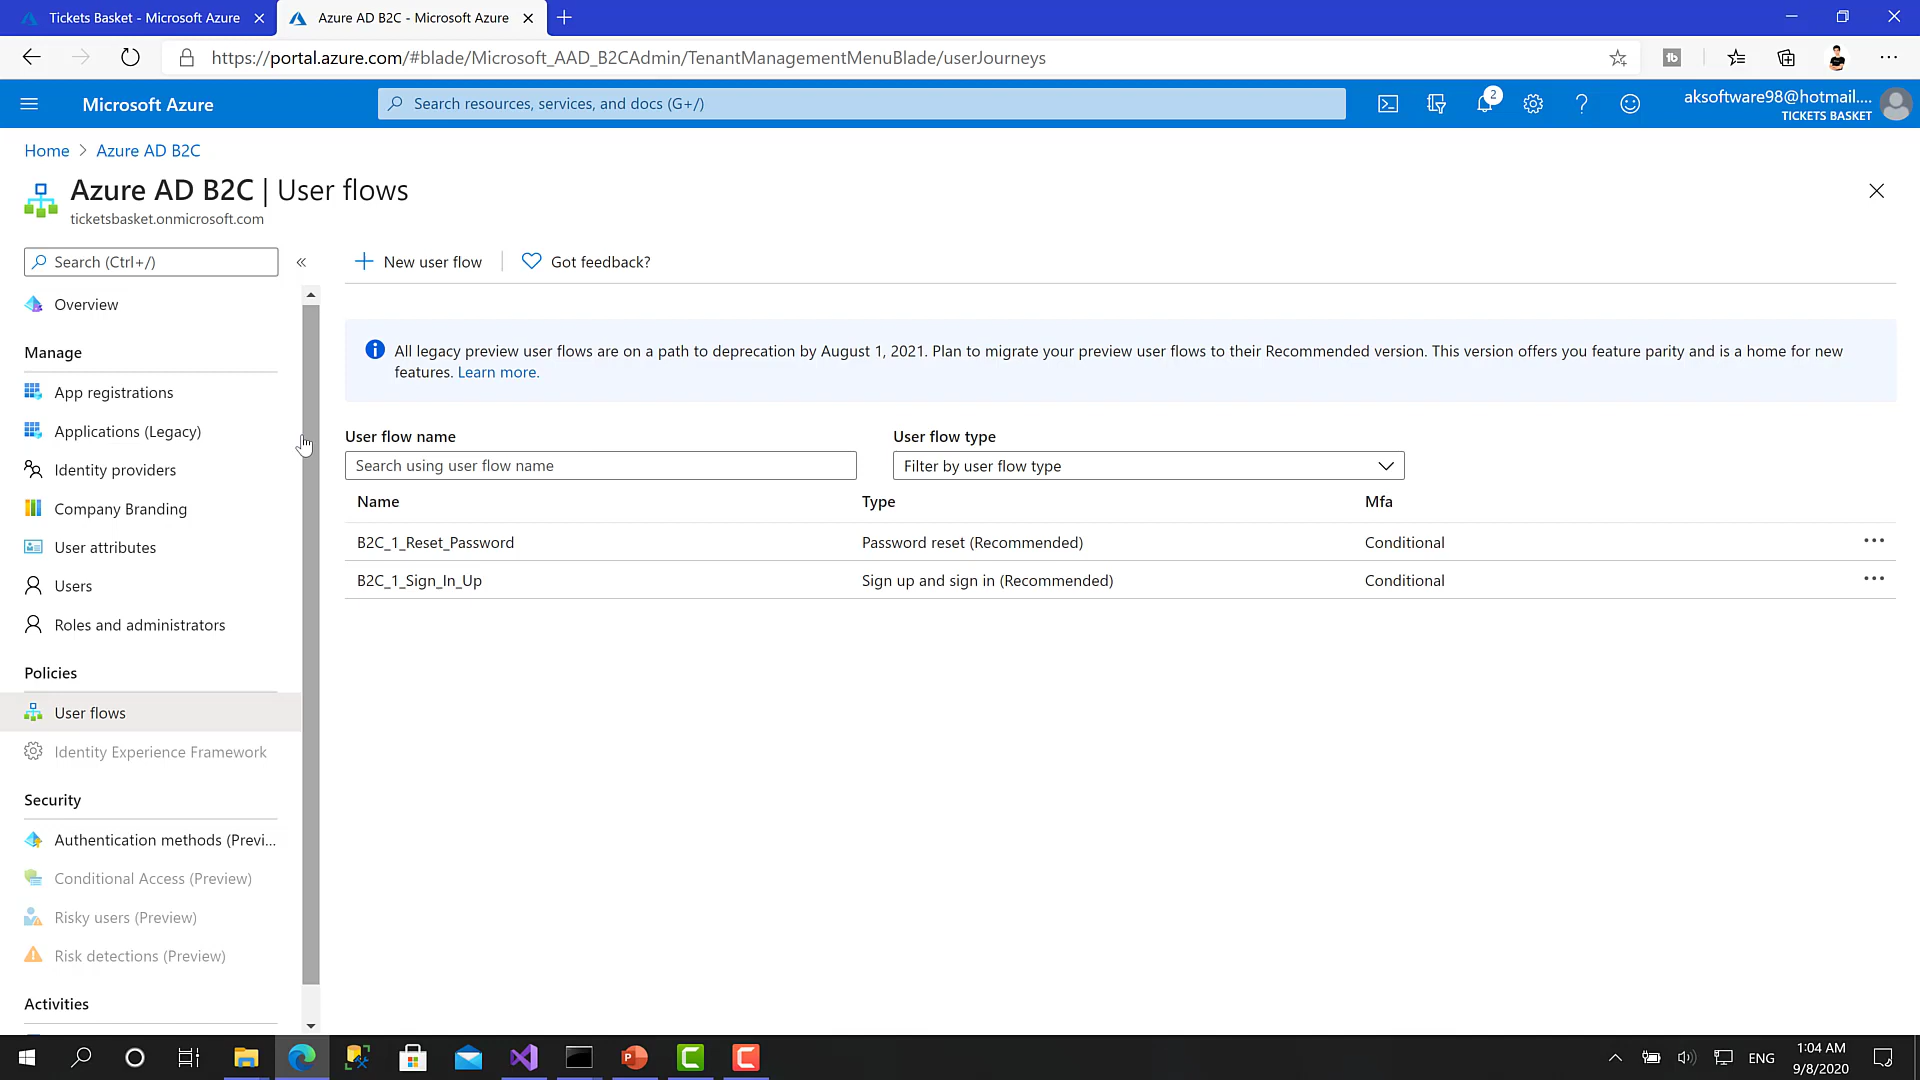 Tickets Basket - Microsoft Azure
Azure AD B2C - Microsoft Azure
https://portal.azure.com/#blade/Microsoft_AAD_B2CAdmin/TenantManagementMenuBlade/userJourneys
Microsoft Azure
Search resources, services, and docs (G+/)
2
aksoftware98@hotmail....
TICKETS BASKET
Home > Azure AD B2C
Azure AD B2C | User flows
ticketsbasket.onmicrosoft.com
Search (Ctrl+/)
«
New user flow
Got feedback?
Overview
Manage
App registrations
Applications (Legacy)
Identity providers
Company Branding
User attributes
Users
Roles and administrators
Policies
User flows
Identity Experience Framework
Security
Authentication methods (Previ...
Conditional Access (Preview)
Risky users (Preview)
Risk detections (Preview)
Activities
All legacy preview user flows are on a path to deprecation by August 1, 2021. Plan to migrate your preview user flows to their Recommended version. This version offers you feature parity and is a home for new
features. Learn more.
User flow name
User flow type
Search using user flow name
Filter by user flow type
Name Type Mfa
B2C_1_Reset_Password Password reset (Recommended) Conditional
B2C_1_Sign_In_Up Sign up and sign in (Recommended) Conditional
ENG
1:04 AM
9/8/2020